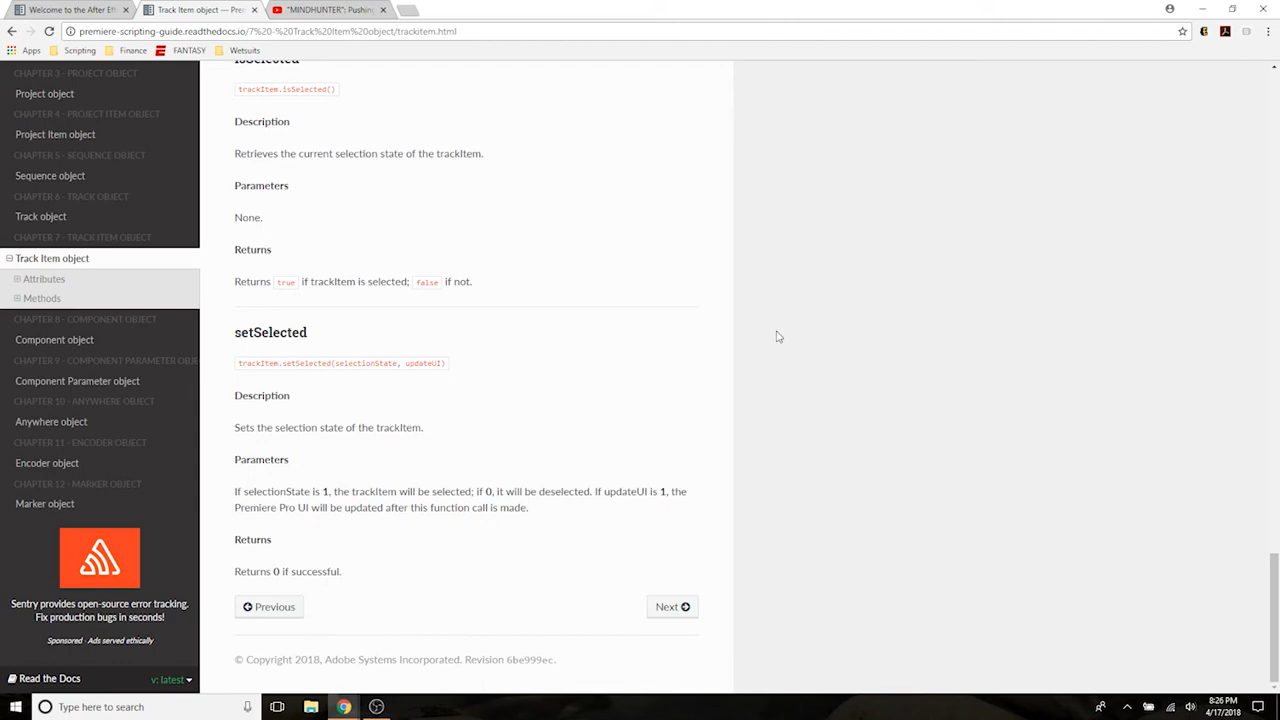 Welcome to the After Eff
Track Item object — Prem
"MINDHUNTER": Pushing
premiere-scripting-guide.readthedocs.io/7%20-%20Track%20Item%20object/trackitem.html
Apps
Scripting
Finance
FANTASY
Wetsuits
CHAPTER 3 - PROJECT OBJECT
Project object
CHAPTER 4 - PROJECT ITEM OBJECT
Project Item object
CHAPTER 5 - SEQUENCE OBJECT
Sequence object
CHAPTER 6 - TRACK OBJECT
Track object
CHAPTER 7 - TRACK ITEM OBJECT
Track Item object
Attributes
Methods
CHAPTER 8 - COMPONENT OBJECT
Component object
CHAPTER 9 - COMPONENT PARAMETER OBJE
Component Parameter object
CHAPTER 10 - ANYWHERE OBJECT
Anywhere object
CHAPTER 11 - ENCODER OBJECT
Encoder object
CHAPTER 12 - MARKER OBJECT
Marker object
Sentry provides open-source error tracking.
Fix production bugs in seconds!
Sponsored · Ads served ethically
Read the Docs
v: latest
isSelected
trackItem.isSelected()
Description
Retrieves the current selection state of the trackItem.
Parameters
None.
Returns
Returns true if trackItem is selected; false if not.
setSelected
trackItem.setSelected(selectionState, updateUI)
Description
Sets the selection state of the trackItem.
Parameters
If selectionState is 1, the trackItem will be selected; if 0, it will be deselected. If updateUI is 1, the
Premiere Pro UI will be updated after this function call is made.
Returns
Returns 0 if successful.
Previous
Next
© Copyright 2018, Adobe Systems Incorporated. Revision 6be999ec.
Type here to search
8:26 PM
4/17/2018